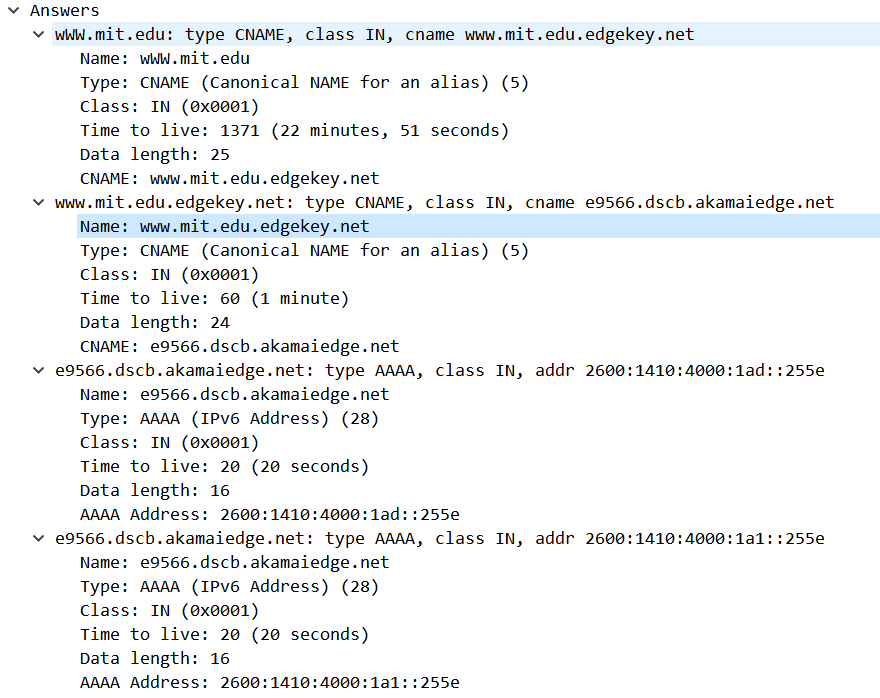 Answers
wWW.mit.edu: type CNAME, class IN, cname www.mit.edu.edgekey.net
Name: wWW.mit.edu
Type: CNAME (Canonical NAME for an alias) (5)
Class: IN (0x0001)
Time to live: 1371 (22 minutes, 51 seconds)
Data length: 25
CNAME: www.mit.edu.edgekey.net
www.mit.edu.edgekey.net: type CNAME, class IN, cname e9566.dscb.akamaiedge.net
Name: www.mit.edu.edgekey.net
Type: CNAME (Canonical NAME for an alias) (5)
Class: IN (0x0001)
Time to live: 60 (1 minute)
Data length: 24
CNAME: e9566.dscb.akamaiedge.net
e9566.dscb.akamaiedge.net: type AAAA, class IN, addr 2600:1410:4000:1ad::255e
Name: e9566.dscb.akamaiedge.net
Type: AAAA (IPv6 Address) (28)
Class: IN (0x0001)
Time to live: 20 (20 seconds)
Data length: 16
AAAA Address: 2600:1410:4000:1ad::255e
e9566.dscb.akamaiedge.net: type AAAA, class IN, addr 2600:1410:4000:1a1::255e
Name: e9566.dscb.akamaiedge.net
Type: AAAA (IPv6 Address) (28)
Class: IN (0x0001)
Time to live: 20 (20 seconds)
Data length: 16
AAAA Address: 2600:1410:4000:1a1::255e